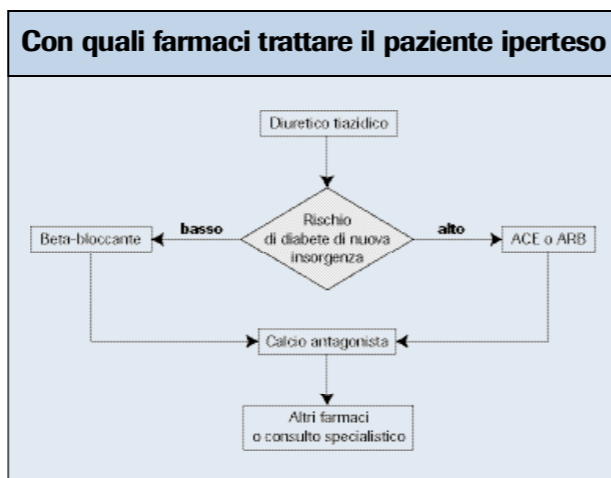 Con quali farmaci trattare il paziente iperteso
Diuretico tiazidico
Rischio
di diabete di nuova
insorgenza
basso
alto
Beta-bloccante
ACE o ARB
Calcio antagonista
Altri farmaci
o consulto specialistico